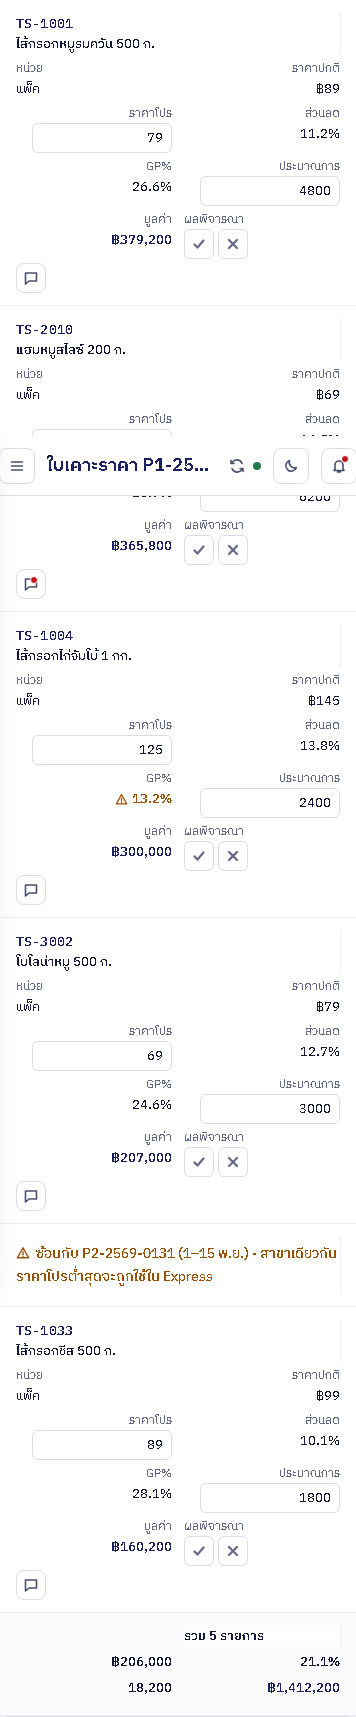 TS-1001
ไส้กรอกหมูรมควัน 500 ก.
หน่วย ราคาปกติ
แพ็ค ฿89
ราคาโปร ส่วนลด
79 11.2%
GP% ประมาณการ
26.6% 4800
มูลค่า ผลพิจารณา
฿379,200
TS-2010
แฮมหมูสไลซ์ 200 ก.
หน่วย ราคาปกติ
แพ็ค ฿69
ราคาโปร ส่วนลด
ใบเคาะราคา P1-25...
6200
มูลค่า ผลพิจารณา
฿365,800
TS-1004
ไส้กรอกไก่จัมโบ้ 1 กก.
หน่วย ราคาปกติ
แพ็ค ฿145
ราคาโปร ส่วนลด
125 13.8%
GP% ประมาณการ
13.2% 2400
มูลค่า ผลพิจารณา
฿300,000
TS-3002
โบโลน่าหมู 500 ก.
หน่วย ราคาปกติ
แพ็ค ฿79
ราคาโปร ส่วนลด
69 12.7%
GP% ประมาณการ
24.6% 3000
มูลค่า ผลพิจารณา
฿207,000
ซ้อนกับ P2-2569-0131 (1–15 พ.ย.) - สาขาเดียวกัน
ราคาโปรต่ำสุดจะถูกใช้ใน Express
TS-1033
ไส้กรอกชีส 500 ก.
หน่วย ราคาปกติ
แพ็ค ฿99
ราคาโปร ส่วนลด
89 10.1%
GP% ประมาณการ
28.1% 1800
มูลค่า ผลพิจารณา
฿160,200
รวม 5 รายการ
฿206,000 21.1%
18,200 ฿1,412,200